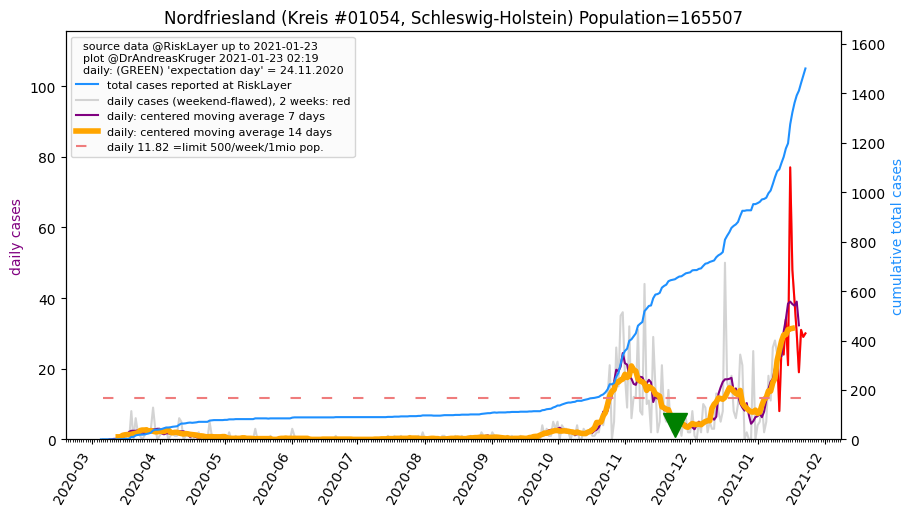 Nordfriesland (Kreis #01054, Schleswig-Holstein) Population=165507
source data @RiskLayer up to 2021-01-23
plot @DrAndreasKruger 2021-01-23 02:19
daily: (GREEN) 'expectation day' = 24.11.2020
total cases reported at RiskLayer
daily cases (weekend-flawed), 2 weeks: red
daily: centered moving average 7 days
daily: centered moving average 14 days
daily 11.82 =limit 500/week/1mio pop.
daily cases
100
80
60
40
20
0
cumulative total cases
1600
1400
1200
1000
800
600
400
200
0
2020-03
2020-04
2020-05
2020-06
2020-07
2020-08
2020-09
2020-10
2020-11
2020-12
2021-01
2021-02